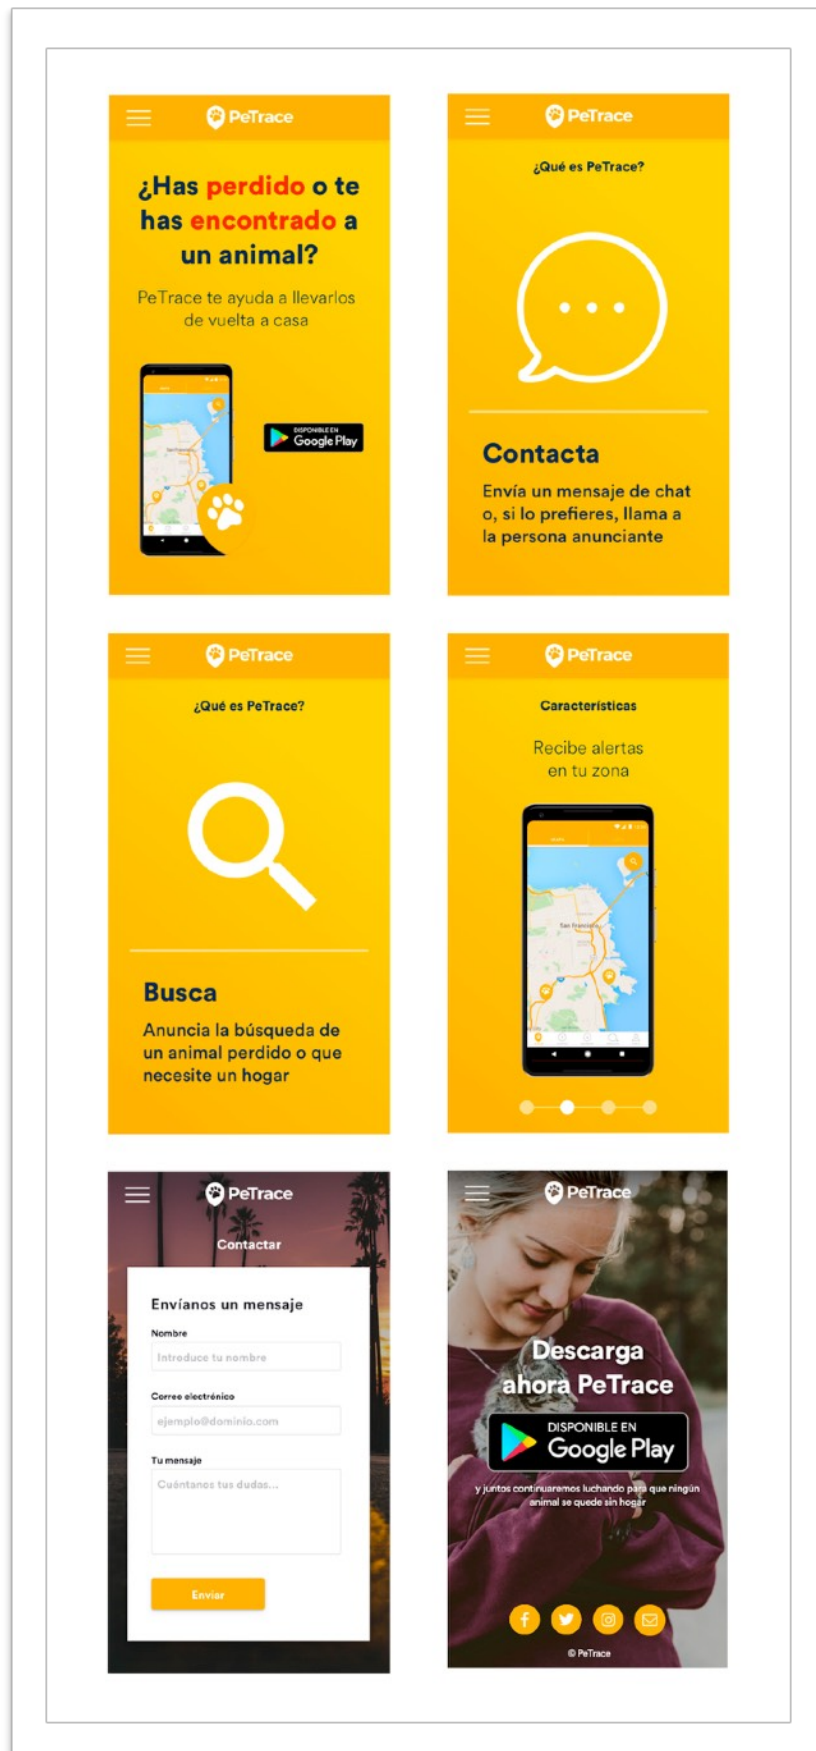 PeTrace
¿Has perdido o te
has encontrado a
un animal?
PeTrace te ayuda a llevarlos
de vuelta a casa
DISPONIBLE EN
Google Play
PeTrace
¿Qué es PeTrace?
Contacta
Envía un mensaje de chat
o, si lo prefieres, llama a
la persona anunciante
PeTrace
¿Qué es PeTrace?
Busca
Anuncia la búsqueda de
un animal perdido o que
necesite un hogar
PeTrace
Características
Recibe alertas
en tu zona
San Francisco
PeTrace
Contactar
Envíanos un mensaje
Nombre
Introduce tu nombre
Correo electrónico
ejemplo@dominio.com
Tu mensaje
Cuéntanos tus dudas...
Enviar
PeTrace
Descarga
ahora PeTrace
DISPONIBLE EN
Google Play
y juntos continuaremos luchando para que ningún
animal se quede sin hogar
© PeTrace